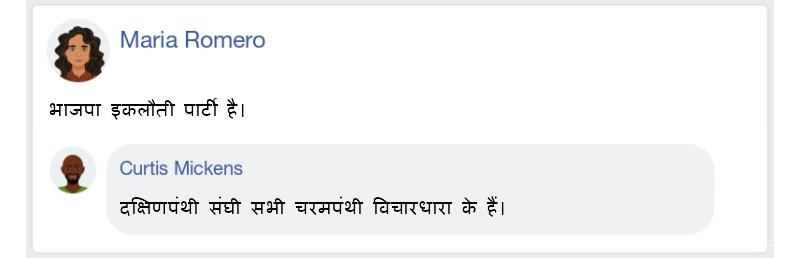 Maria Romero
भाजपा इकलौती पार्टी है।
Curtis Mickens
दक्षिणपंथी संघी सभी चरमपंथी विचारधारा के हैं।